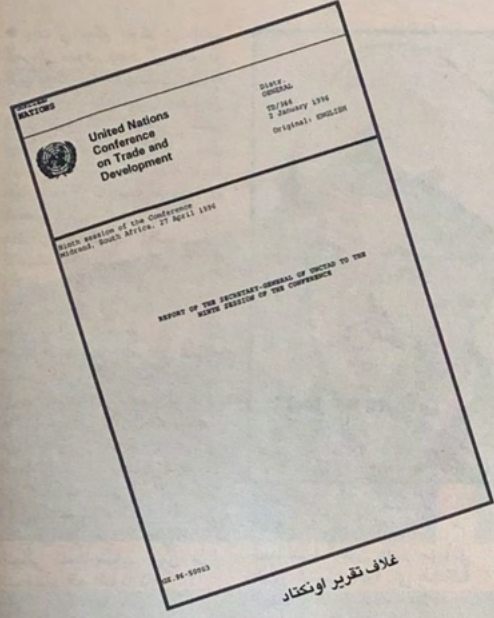 NATIONS
United Nations
Conference
on Trade and
Development
Distr.
GENERAL
TD/366
2 January 1996
Original: ENGLISH
Ninth session of the Conference
Midrand, South Africa, 27 April 1996
REPORT OF THE SECRETARY-GENERAL OF UNCTAD TO THE
NINTH SESSION OF THE CONFERENCE
GE.96-50003
غلاف تقرير اونكتاد